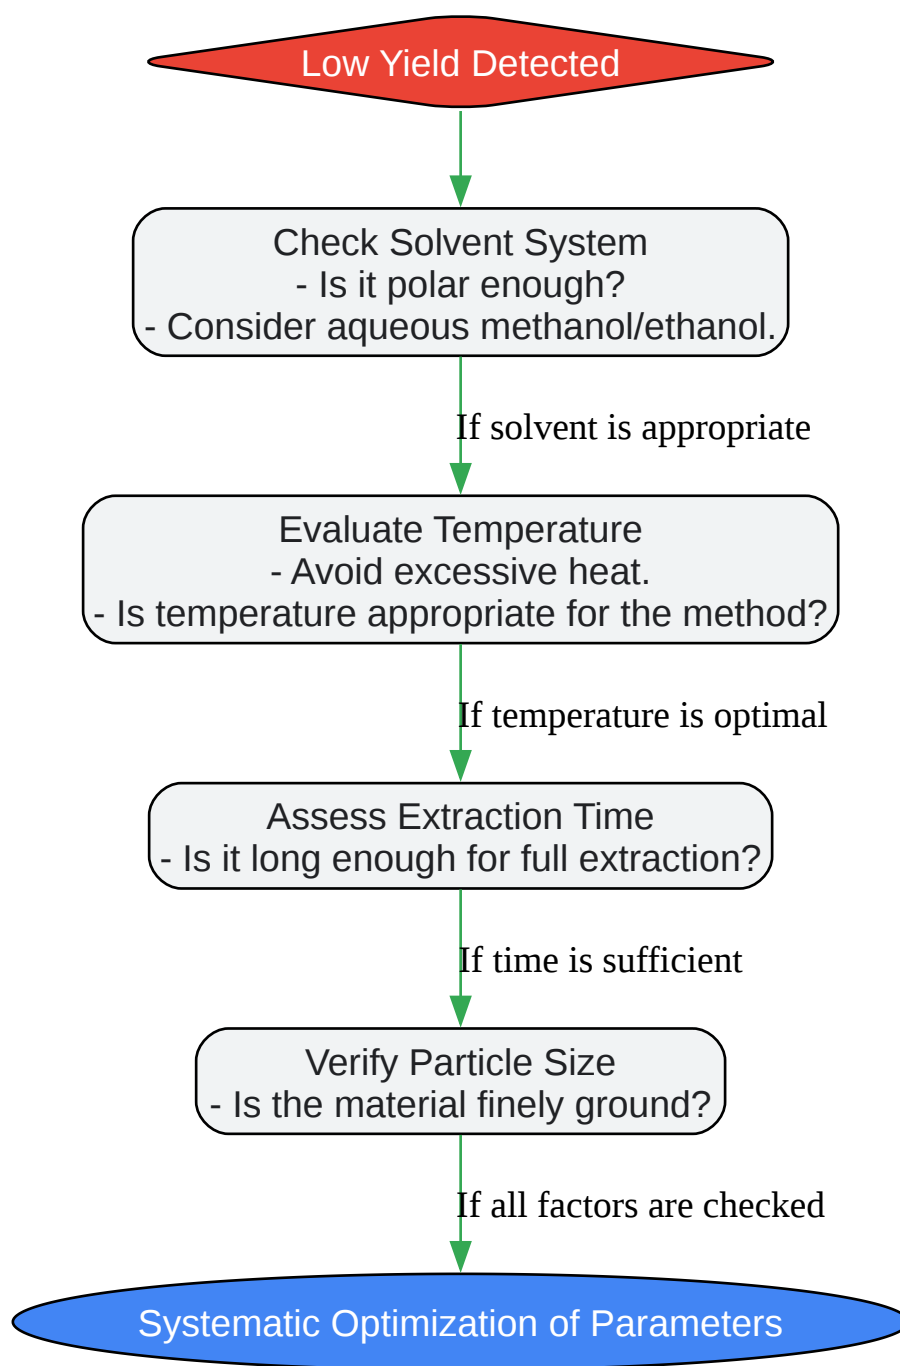 Low Yield Detected
Check Solvent System
- Is it polar enough?
- Consider aqueous methanol/ethanol.
If solvent is appropriate
Evaluate Temperature
- Avoid excessive heat.
- Is temperature appropriate for the method?
If temperature is optimal
Assess Extraction Time
- Is it long enough for full extraction?
If time is sufficient
Verify Particle Size
- Is the material finely ground?
If all factors are checked
Systematic Optimization of Parameters